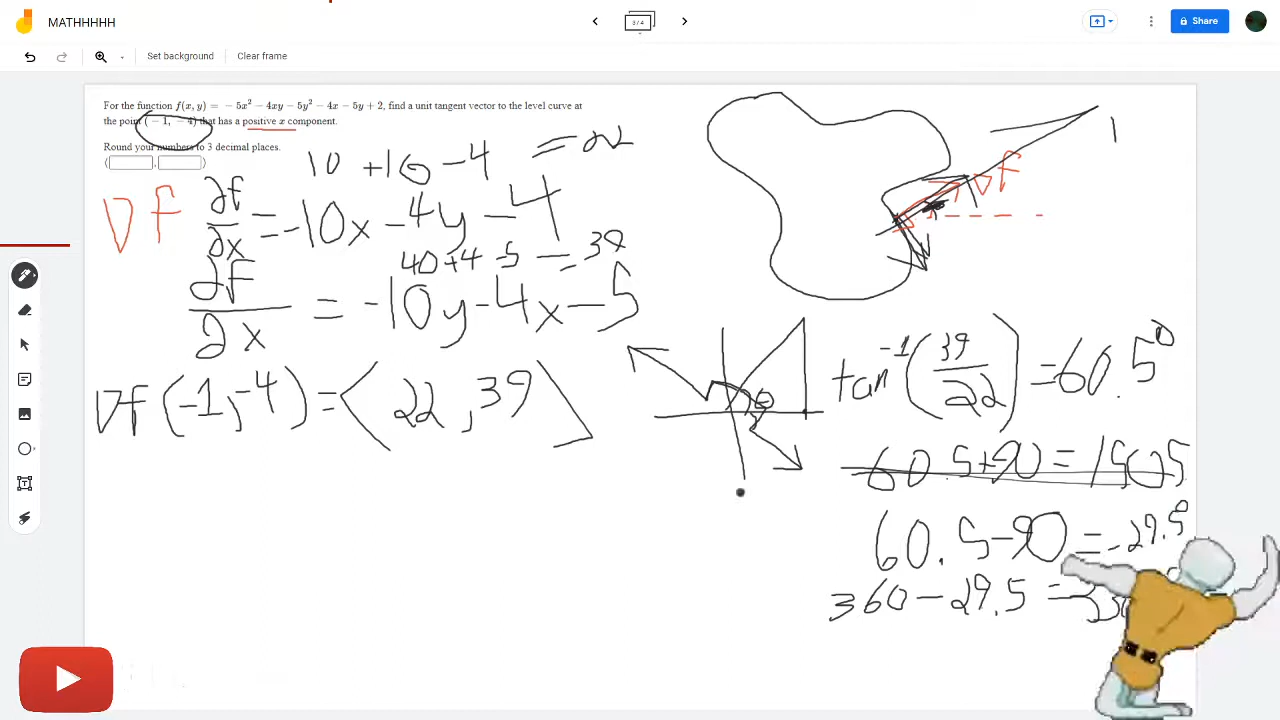 MATHHHHH
3 / 4
Share
Set background
Clear frame
For the function f(x, y) = − 5x² − 4xy − 5y² − 4x − 5y + 2, find a unit tangent vector to the level curve at
the point (−1, −4) that has a positive x component.
Round your numbers to 3 decimal places.
( , )
10 +16 −4 = 22
∇f ∂f/∂x = −10x −4y −4
40+4−5 = 39
∂f/∂x = −10y−4x−5
∇f(−1,−4) = ⟨22,39⟩
∇f
1
θ
tan⁻¹(39/22) = 60.5°
60.5+90 = 150.5
60.5−90 = −29.5°
360−29.5 =